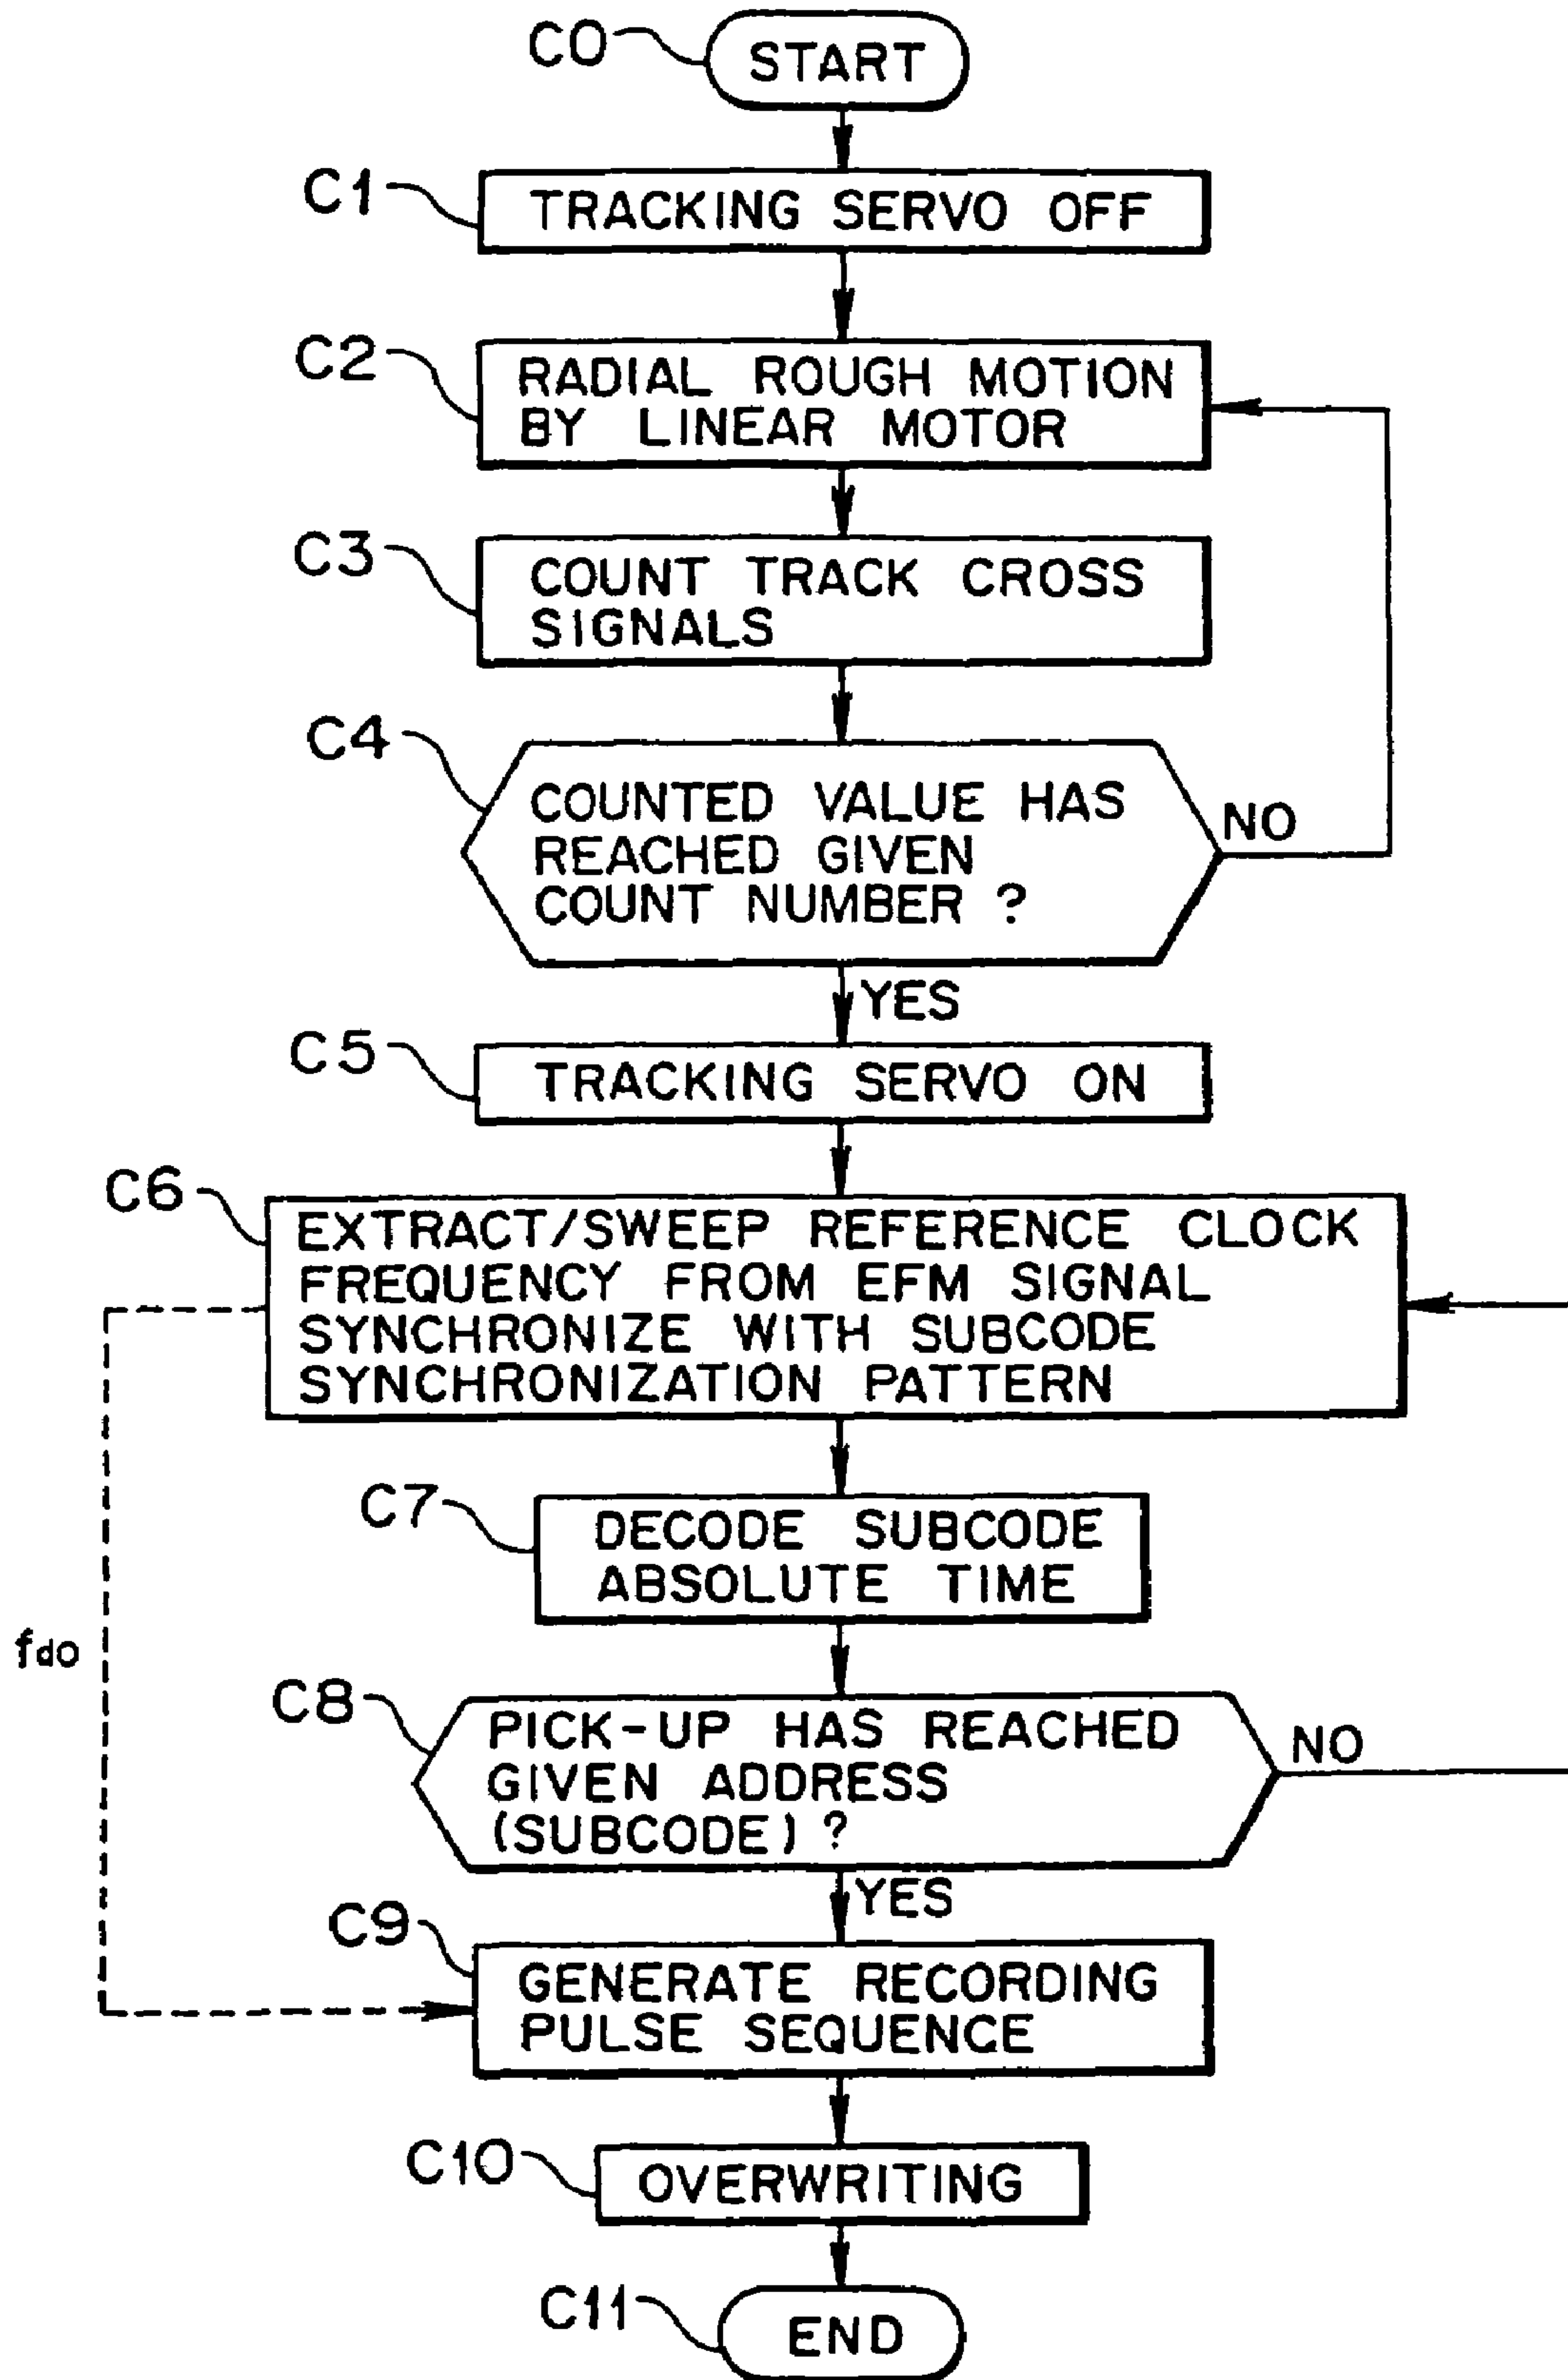 C0
START
C1
TRACKING SERVO OFF
C2
RADIAL ROUGH MOTION
BY LINEAR MOTOR
C3
COUNT TRACK CROSS
SIGNALS
C4
COUNTED VALUE HAS
REACHED GIVEN
COUNT NUMBER ?
NO
YES
C5
TRACKING SERVO ON
C6
EXTRACT/SWEEP REFERENCE CLOCK
FREQUENCY FROM EFM SIGNAL
SYNCHRONIZE WITH SUBCODE
SYNCHRONIZATION PATTERN
C7
DECODE SUBCODE
ABSOLUTE TIME
fdo
C8
PICK-UP HAS REACHED
GIVEN ADDRESS
(SUBCODE) ?
NO
YES
C9
GENERATE RECORDING
PULSE SEQUENCE
C10
OVERWRITING
C11
END